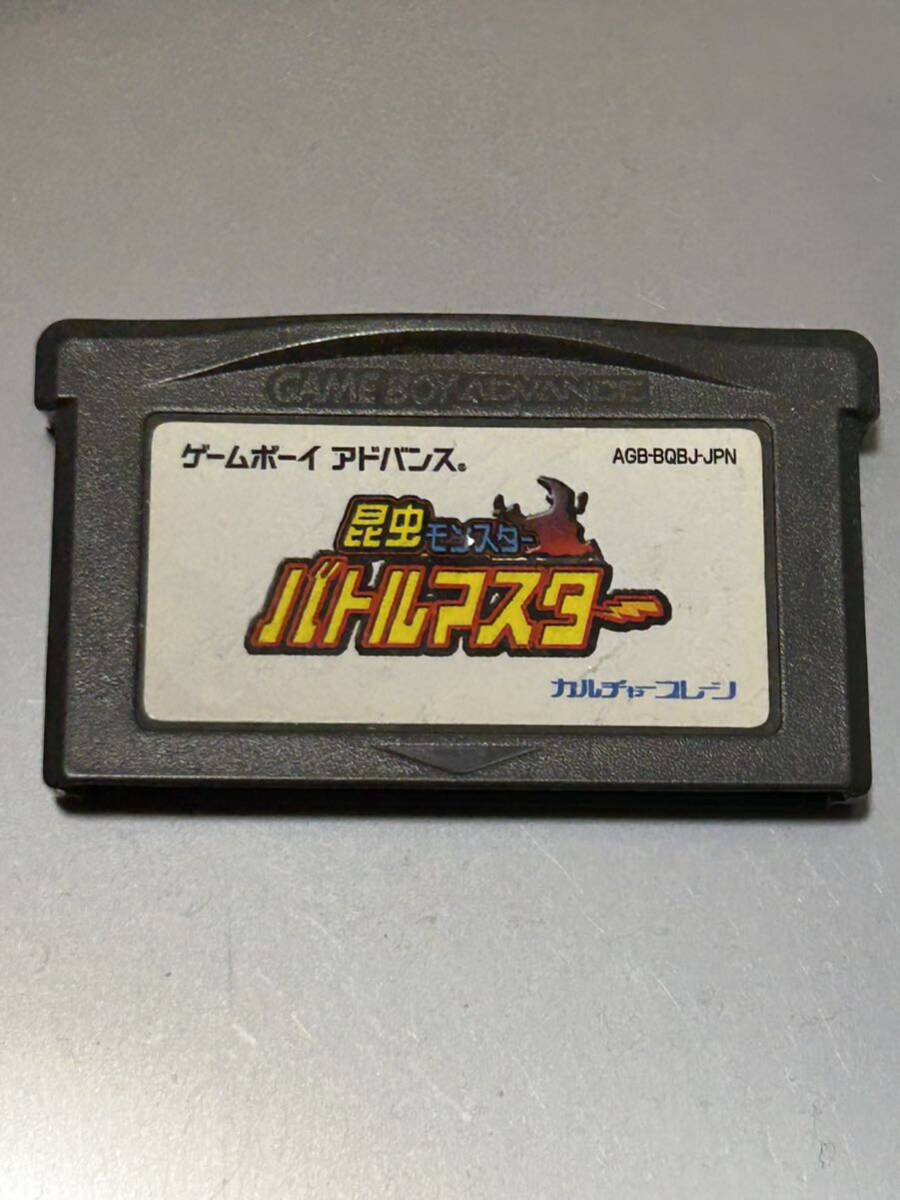 GAME BOY ADVANCE
ゲームボーイ アドバンス®
AGB-BQBJ-JPN
昆虫モンスター
バトルマスター
カルチャーブレーン